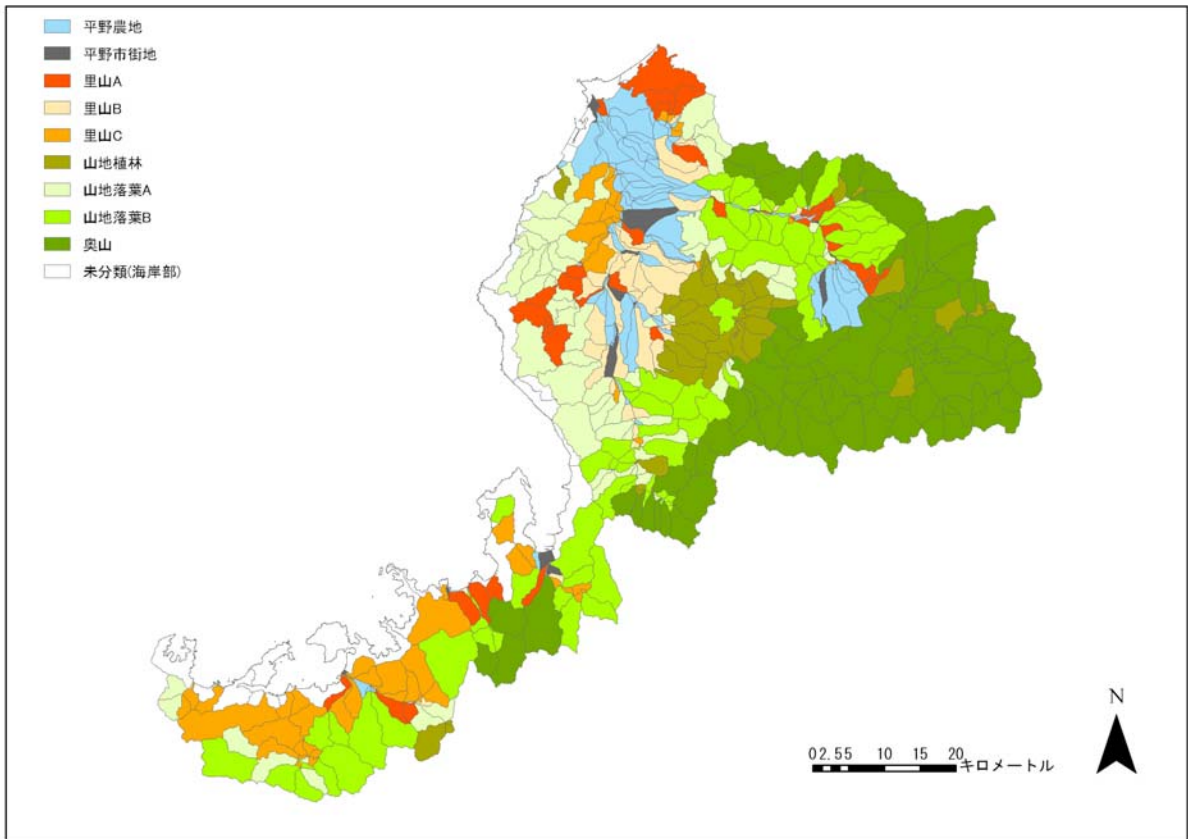 平野農地
平野市街地
里山A
里山B
里山C
山地植林
山地落葉A
山地落葉B
奥山
未分類(海岸部)
N
0 2.5 5 10 15 20
キロメートル